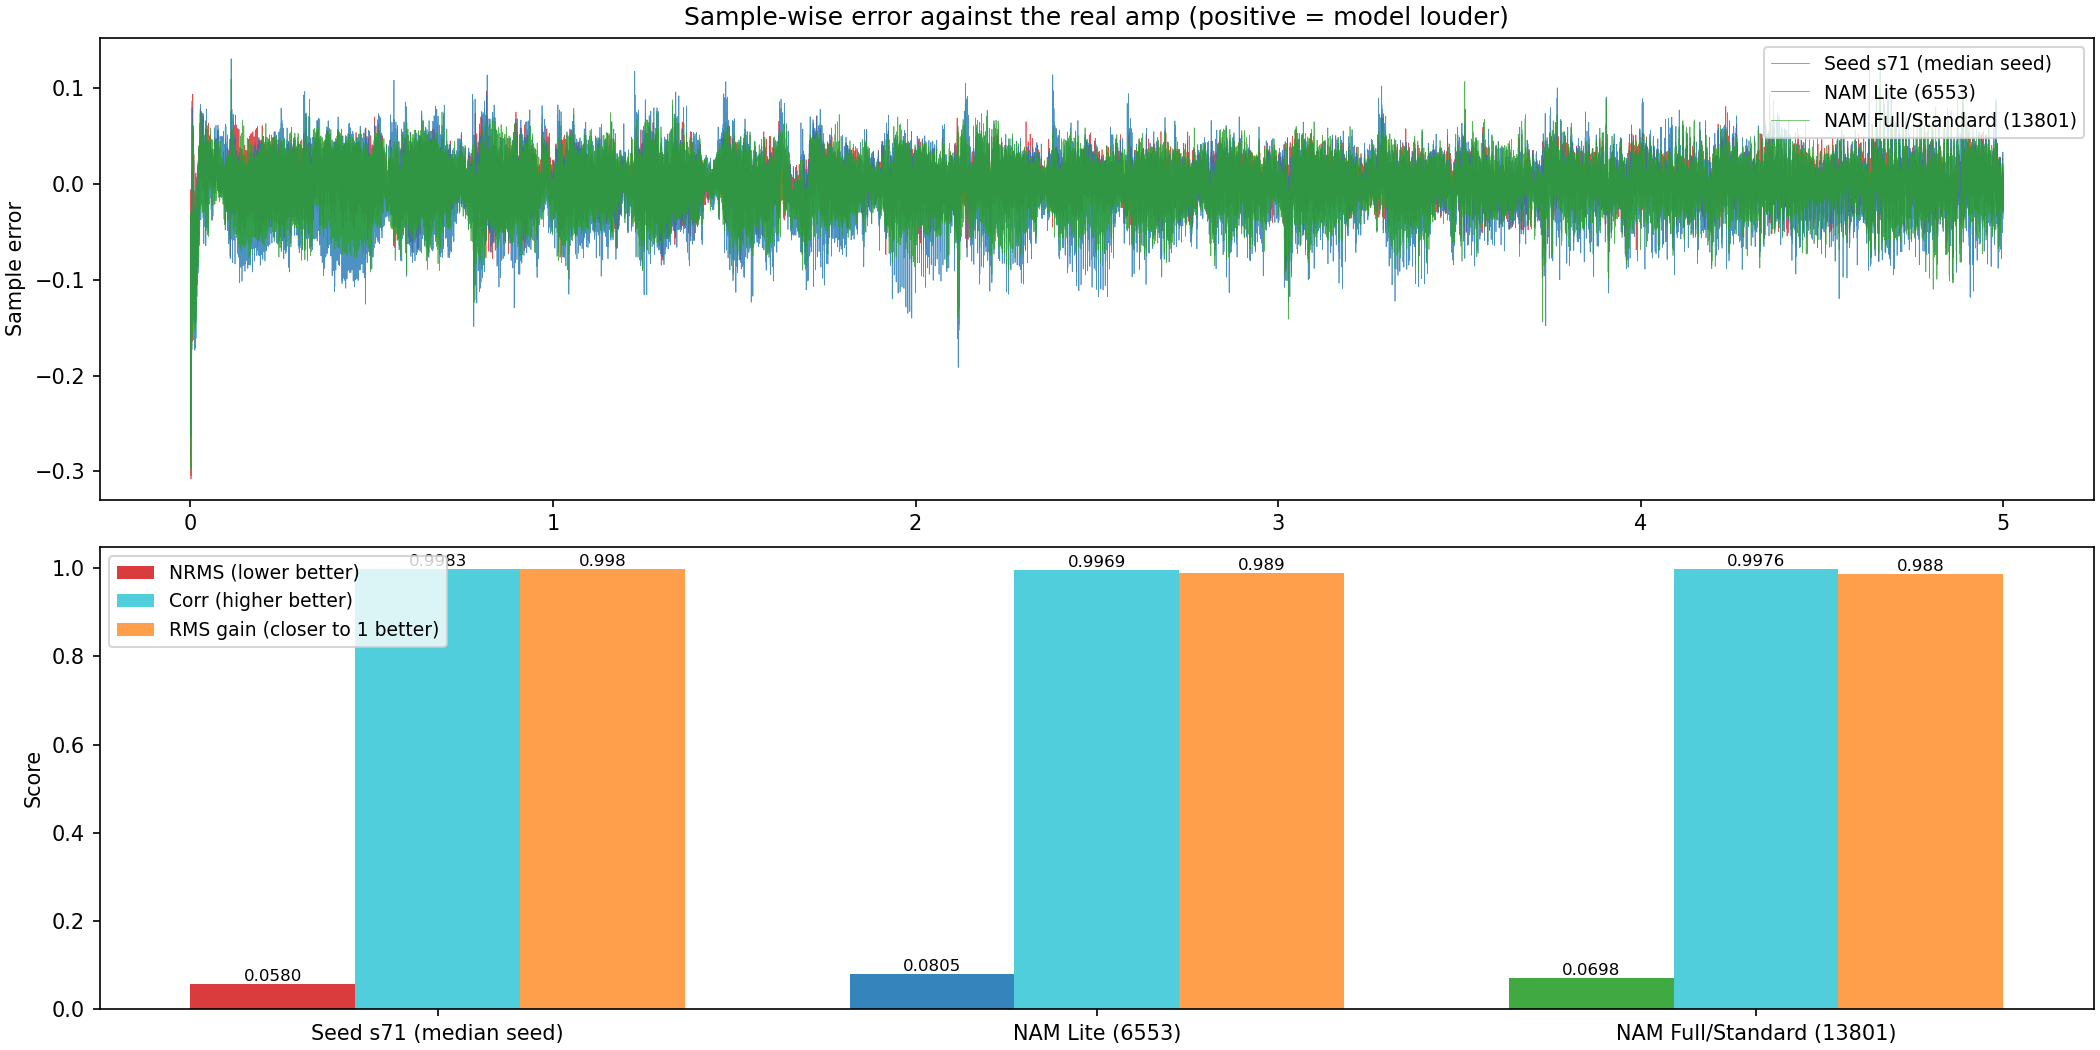 Sample-wise error against the real amp (positive = model louder)
Sample error
0.1
0.0
−0.1
−0.2
−0.3
Seed s71 (median seed)
NAM Lite (6553)
NAM Full/Standard (13801)
0
1
2
3
4
5
Score
1.0
0.8
0.6
0.4
0.2
0.0
NRMS (lower better)
Corr (higher better)
RMS gain (closer to 1 better)
0.0580
0.9983
0.998
0.0805
0.9969
0.989
0.0698
0.9976
0.988
Seed s71 (median seed)
NAM Lite (6553)
NAM Full/Standard (13801)